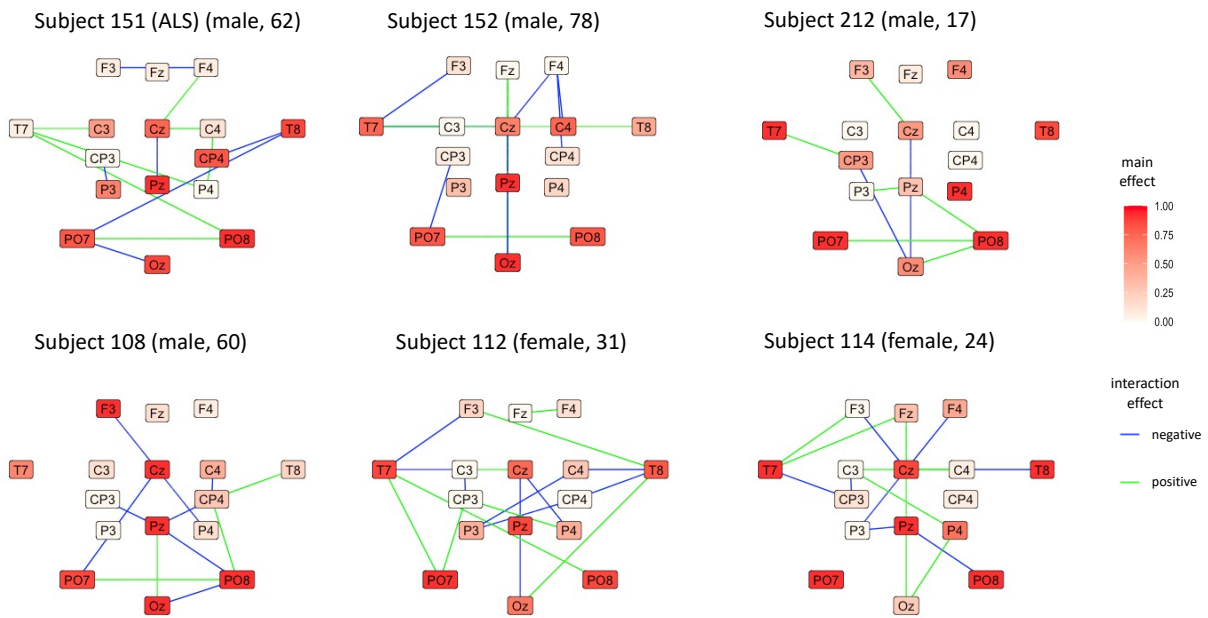 Subject 151 (ALS) (male, 62)
Subject 152 (male, 78)
Subject 212 (male, 17)
F3 Fz F4
T7 C3 Cz C4 T8
CP3 CP4
P3 Pz P4
PO7 PO8
Oz
F3 Fz F4
T7 C3 Cz C4 T8
CP3 CP4
P3 Pz P4
PO7 PO8
Oz
F3 Fz F4
T7 C3 Cz C4 T8
CP3 CP4
P3 Pz P4
PO7 PO8
Oz
main
effect
1.00
0.75
0.50
0.25
0.00
Subject 108 (male, 60)
Subject 112 (female, 31)
Subject 114 (female, 24)
F3 Fz F4
T7 C3 Cz C4 T8
CP3 CP4
P3 Pz P4
PO7 PO8
Oz
F3 Fz F4
T7 C3 Cz C4 T8
CP3 CP4
P3 Pz P4
PO7 PO8
Oz
F3 Fz F4
T7 C3 Cz C4 T8
CP3 CP4
P3 Pz P4
PO7 PO8
Oz
interaction
effect
negative
positive